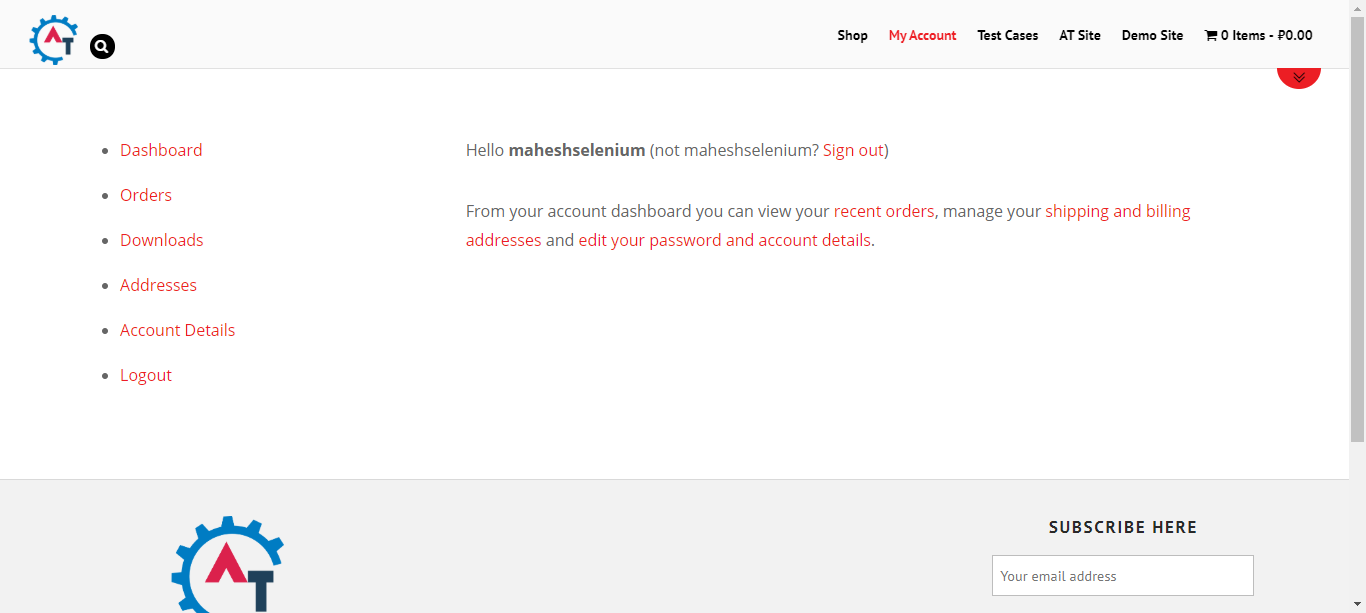 AT
Shop My Account Test Cases AT Site Demo Site 0 Items - ₽0.00
Dashboard
Orders
Downloads
Addresses
Account Details
Logout
Hello maheshselenium (not maheshselenium? Sign out)
From your account dashboard you can view your recent orders, manage your shipping and billing
addresses and edit your password and account details.
AT
SUBSCRIBE HERE
Your email address